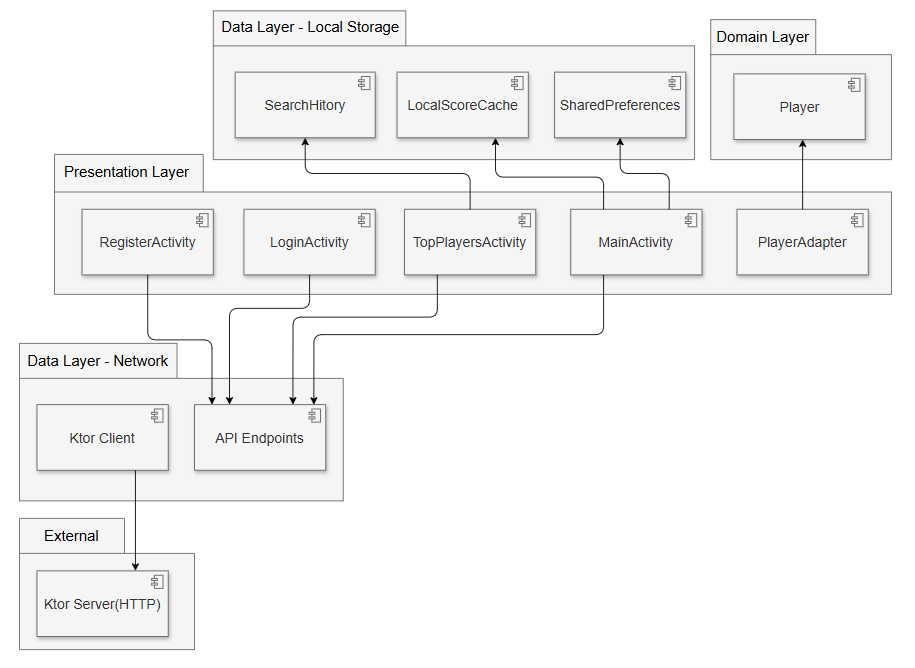 Data Layer - Local Storage
Domain Layer
SearchHitory
LocalScoreCache
SharedPreferences
Player
Presentation Layer
RegisterActivity
LoginActivity
TopPlayersActivity
MainActivity
PlayerAdapter
Data Layer - Network
Ktor Client
API Endpoints
External
Ktor Server(HTTP)